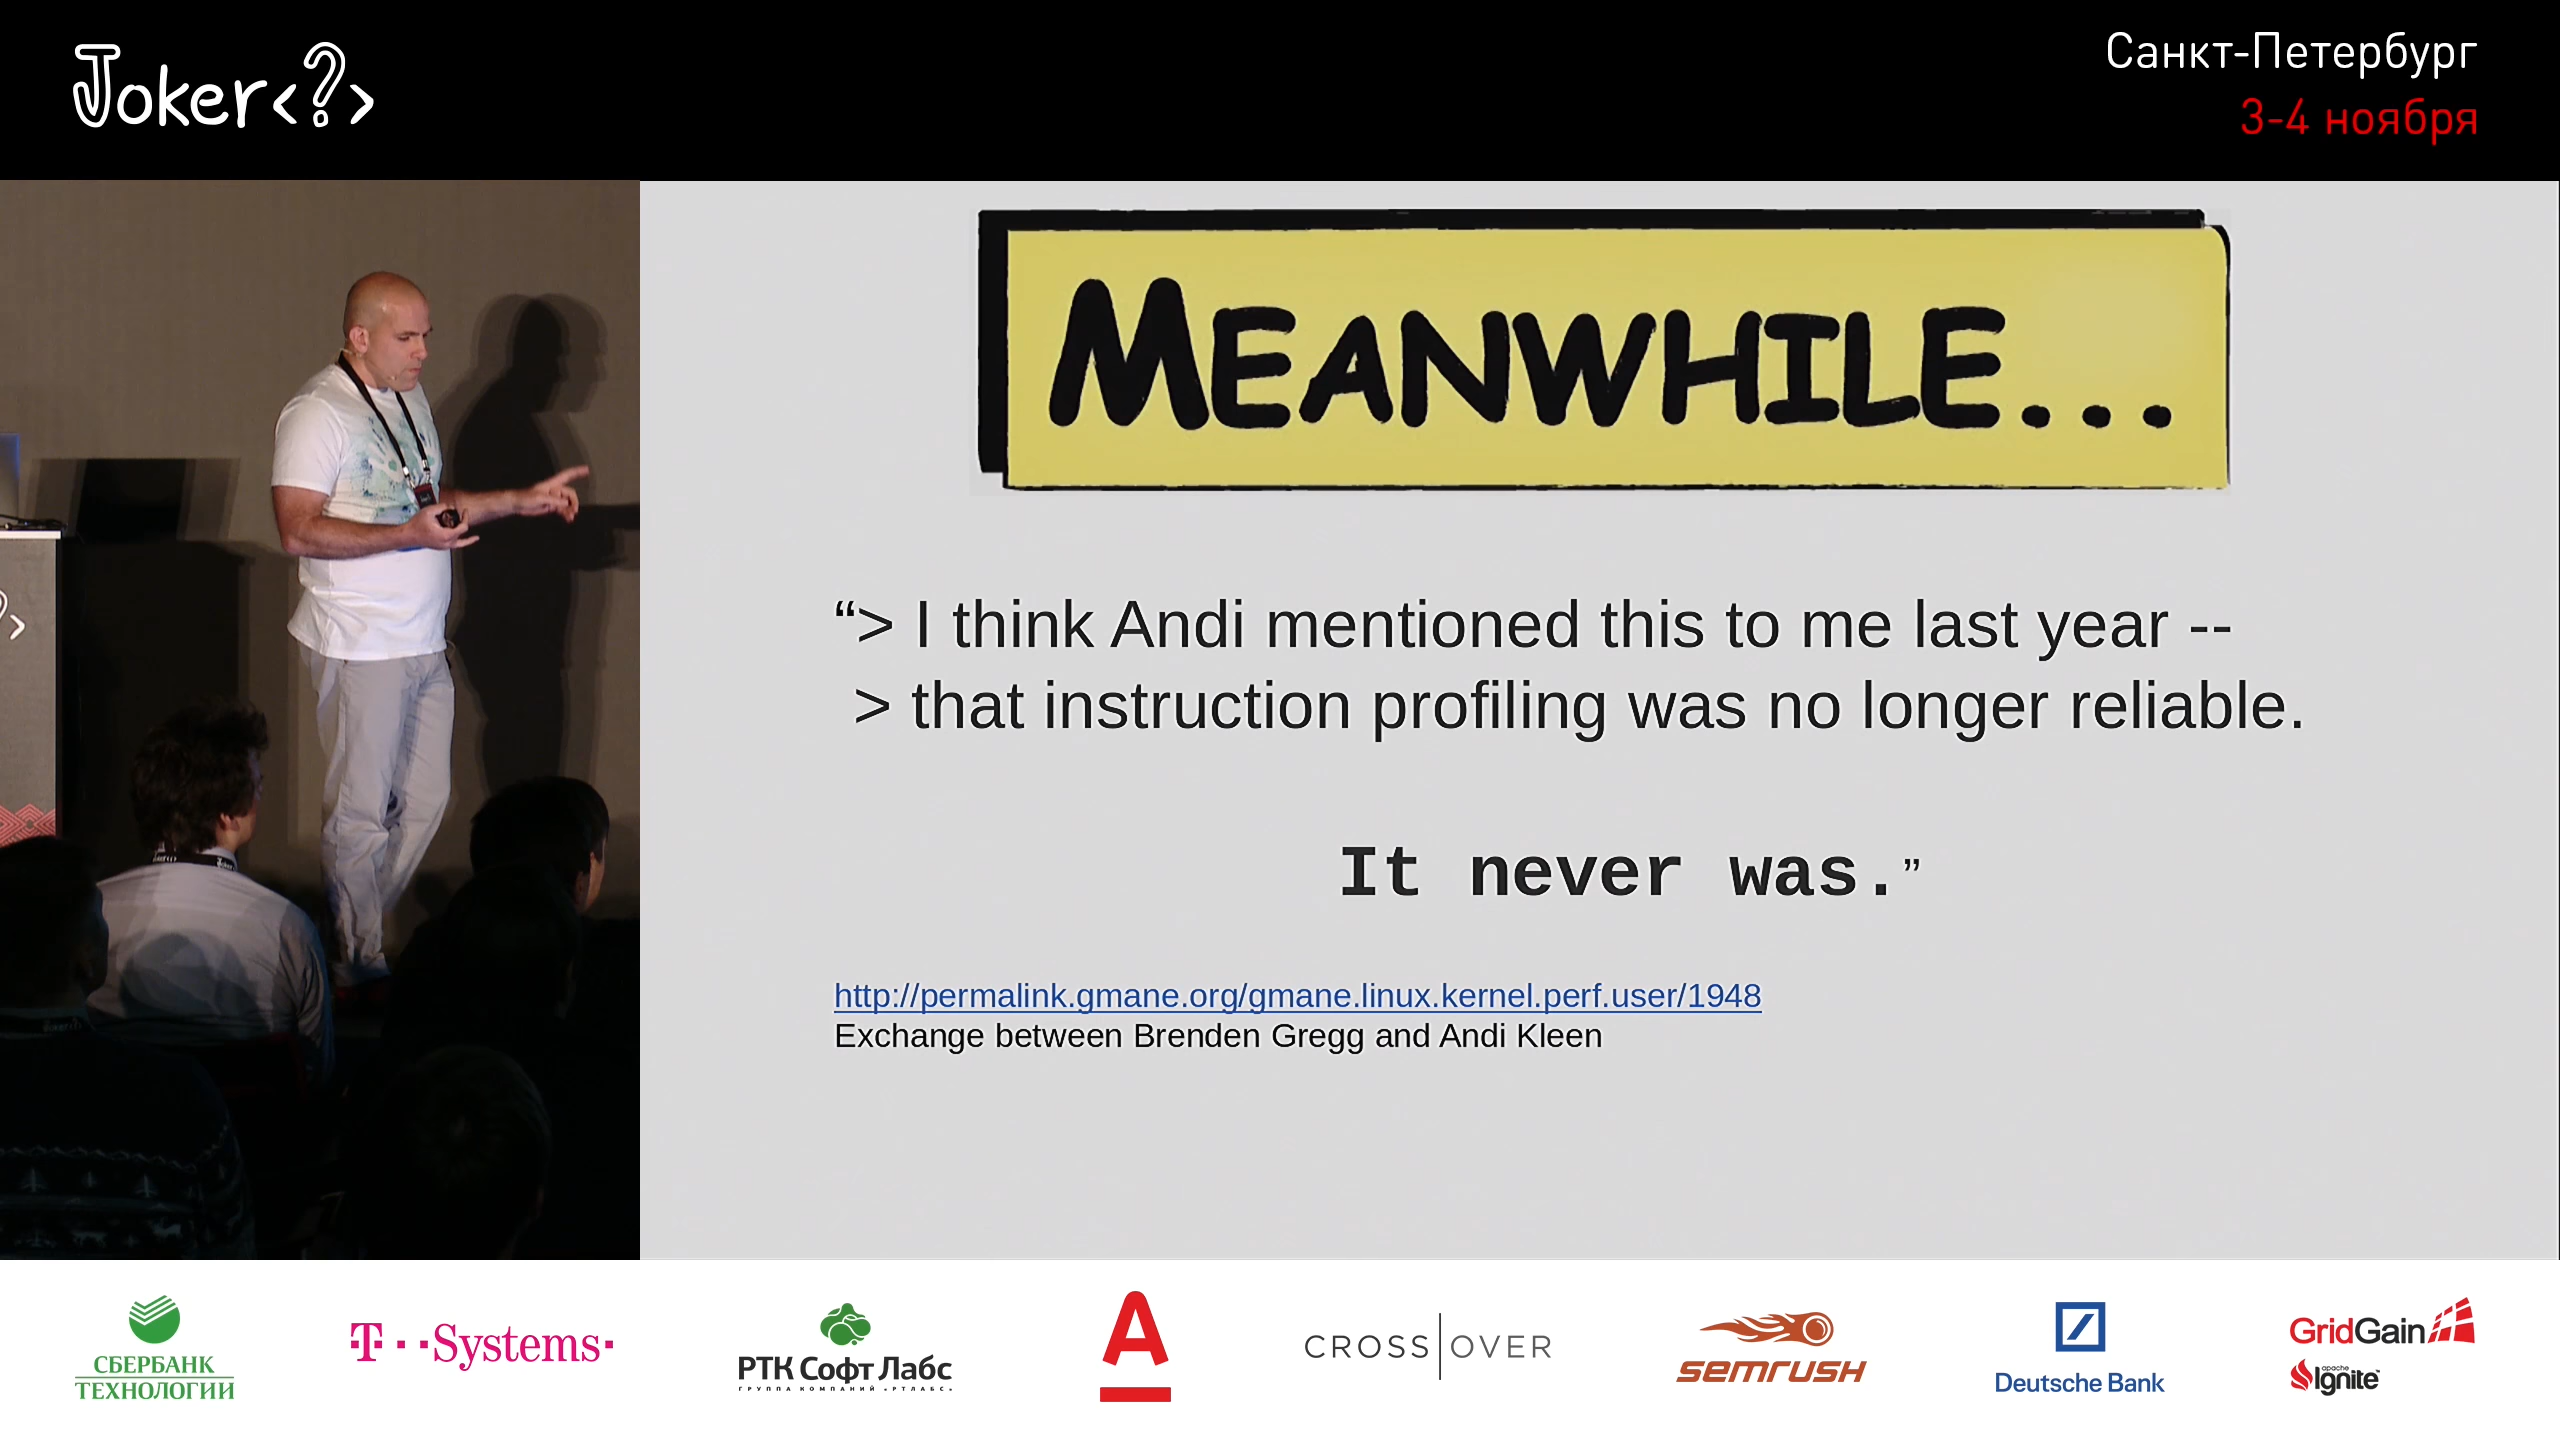 Joker<?>
Санкт-Петербург
3-4 ноября
MEANWHILE...
“> I think Andi mentioned this to me last year --
> that instruction profiling was no longer reliable.
It never was.”
http://permalink.gmane.org/gmane.linux.kernel.perf.user/1948
Exchange between Brenden Gregg and Andi Kleen
СБЕРБАНК
ТЕХНОЛОГИИ
T··Systems·
РТК Софт Лабс
ГРУППА КОМПАНИЙ «РТЛАБС»
А
CROSS|OVER
semrush
Deutsche Bank
GridGain
apache
Ignite